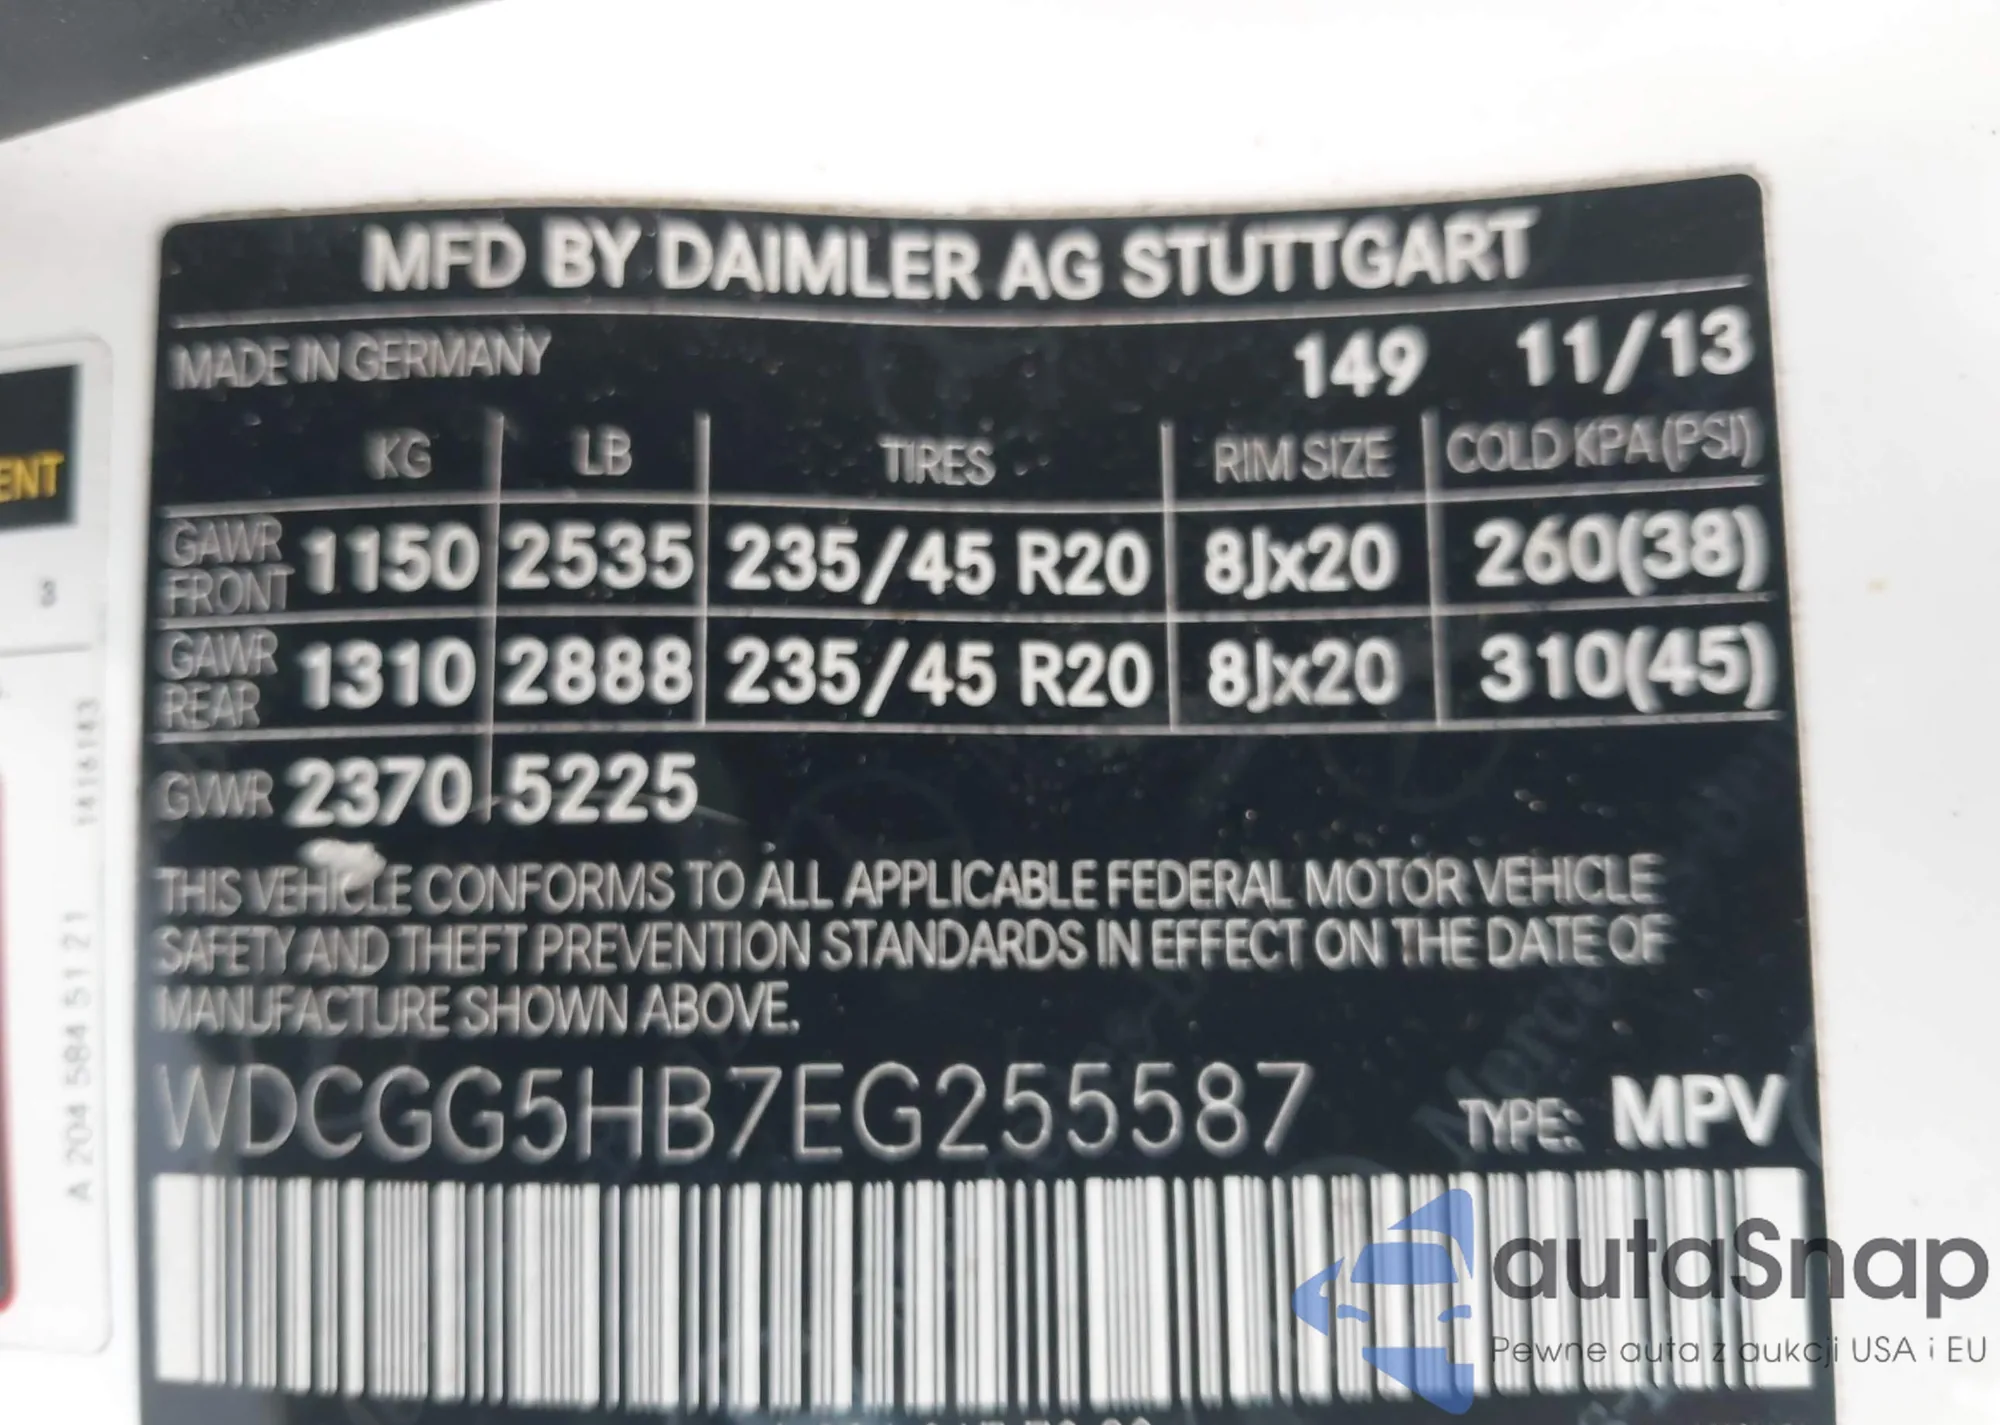 MFD BY DAIMLER AG STUTTGART
MADE IN GERMANY 149 11/13
KG LB TIRES RIM SIZE COLD KPA (PSI)
GAWR FRONT 1150 2535 235/45 R20 8Jx20 260(38)
GAWR REAR 1310 2888 235/45 R20 8Jx20 310(45)
GVWR 2370 5225
THIS VEHICLE CONFORMS TO ALL APPLICABLE FEDERAL MOTOR VEHICLE
SAFETY AND THEFT PREVENTION STANDARDS IN EFFECT ON THE DATE OF
MANUFACTURE SHOWN ABOVE.
WDCGG5HB7EG255587 TYPE: MPV
ENT
8
A 204 584 51 21 1416143
autaSnap
Pewne auta z aukcji USA i EU